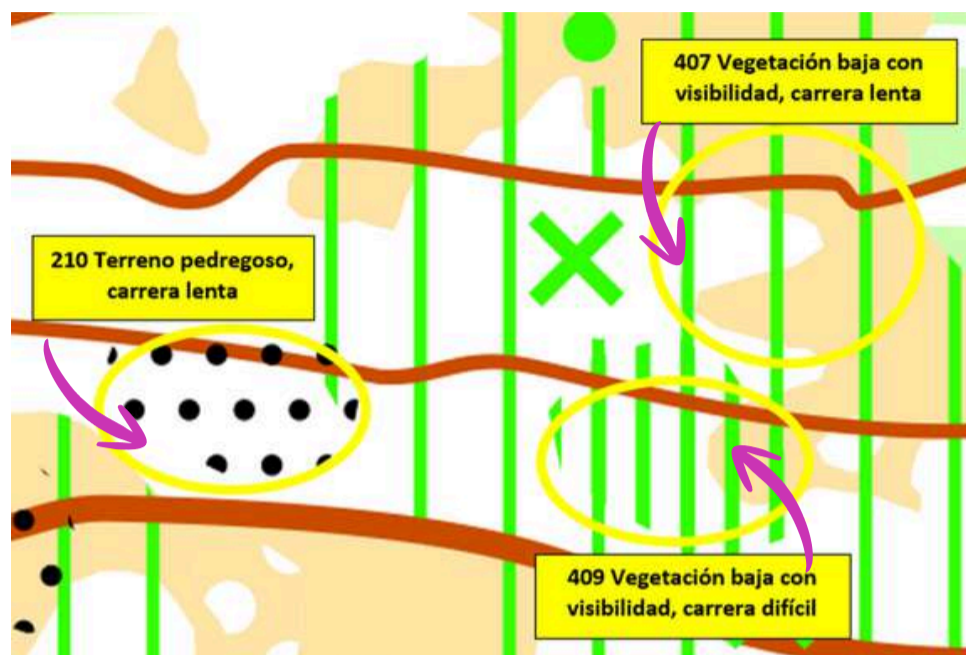 407 Vegetación baja con
visibilidad, carrera lenta
210 Terreno pedregoso,
carrera lenta
409 Vegetación baja con
visibilidad, carrera difícil